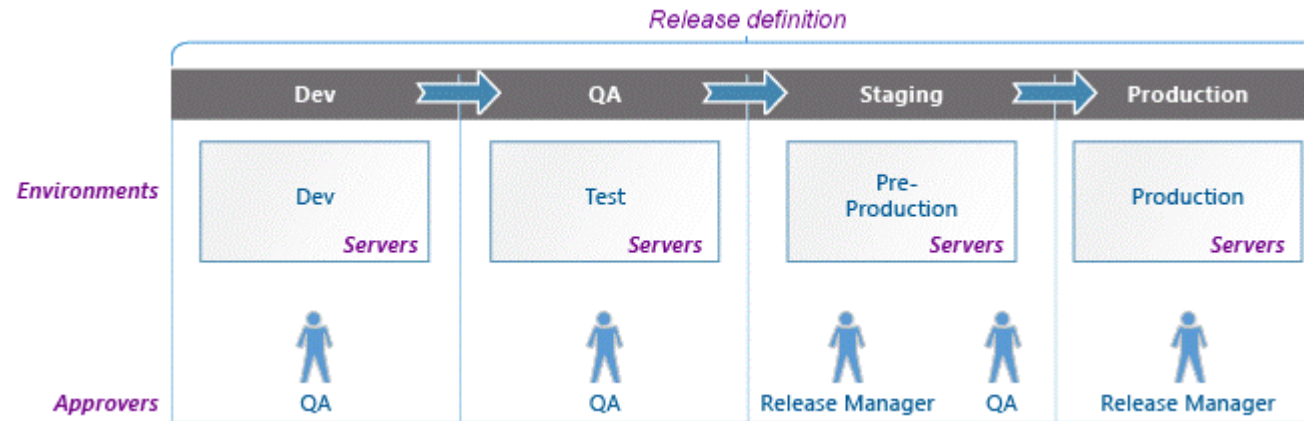 Release definition
Dev QA Staging Production
Environments
Dev
Servers
Test
Servers
Pre-
Production
Servers
Production
Servers
Approvers
QA
QA
Release Manager
QA
Release Manager